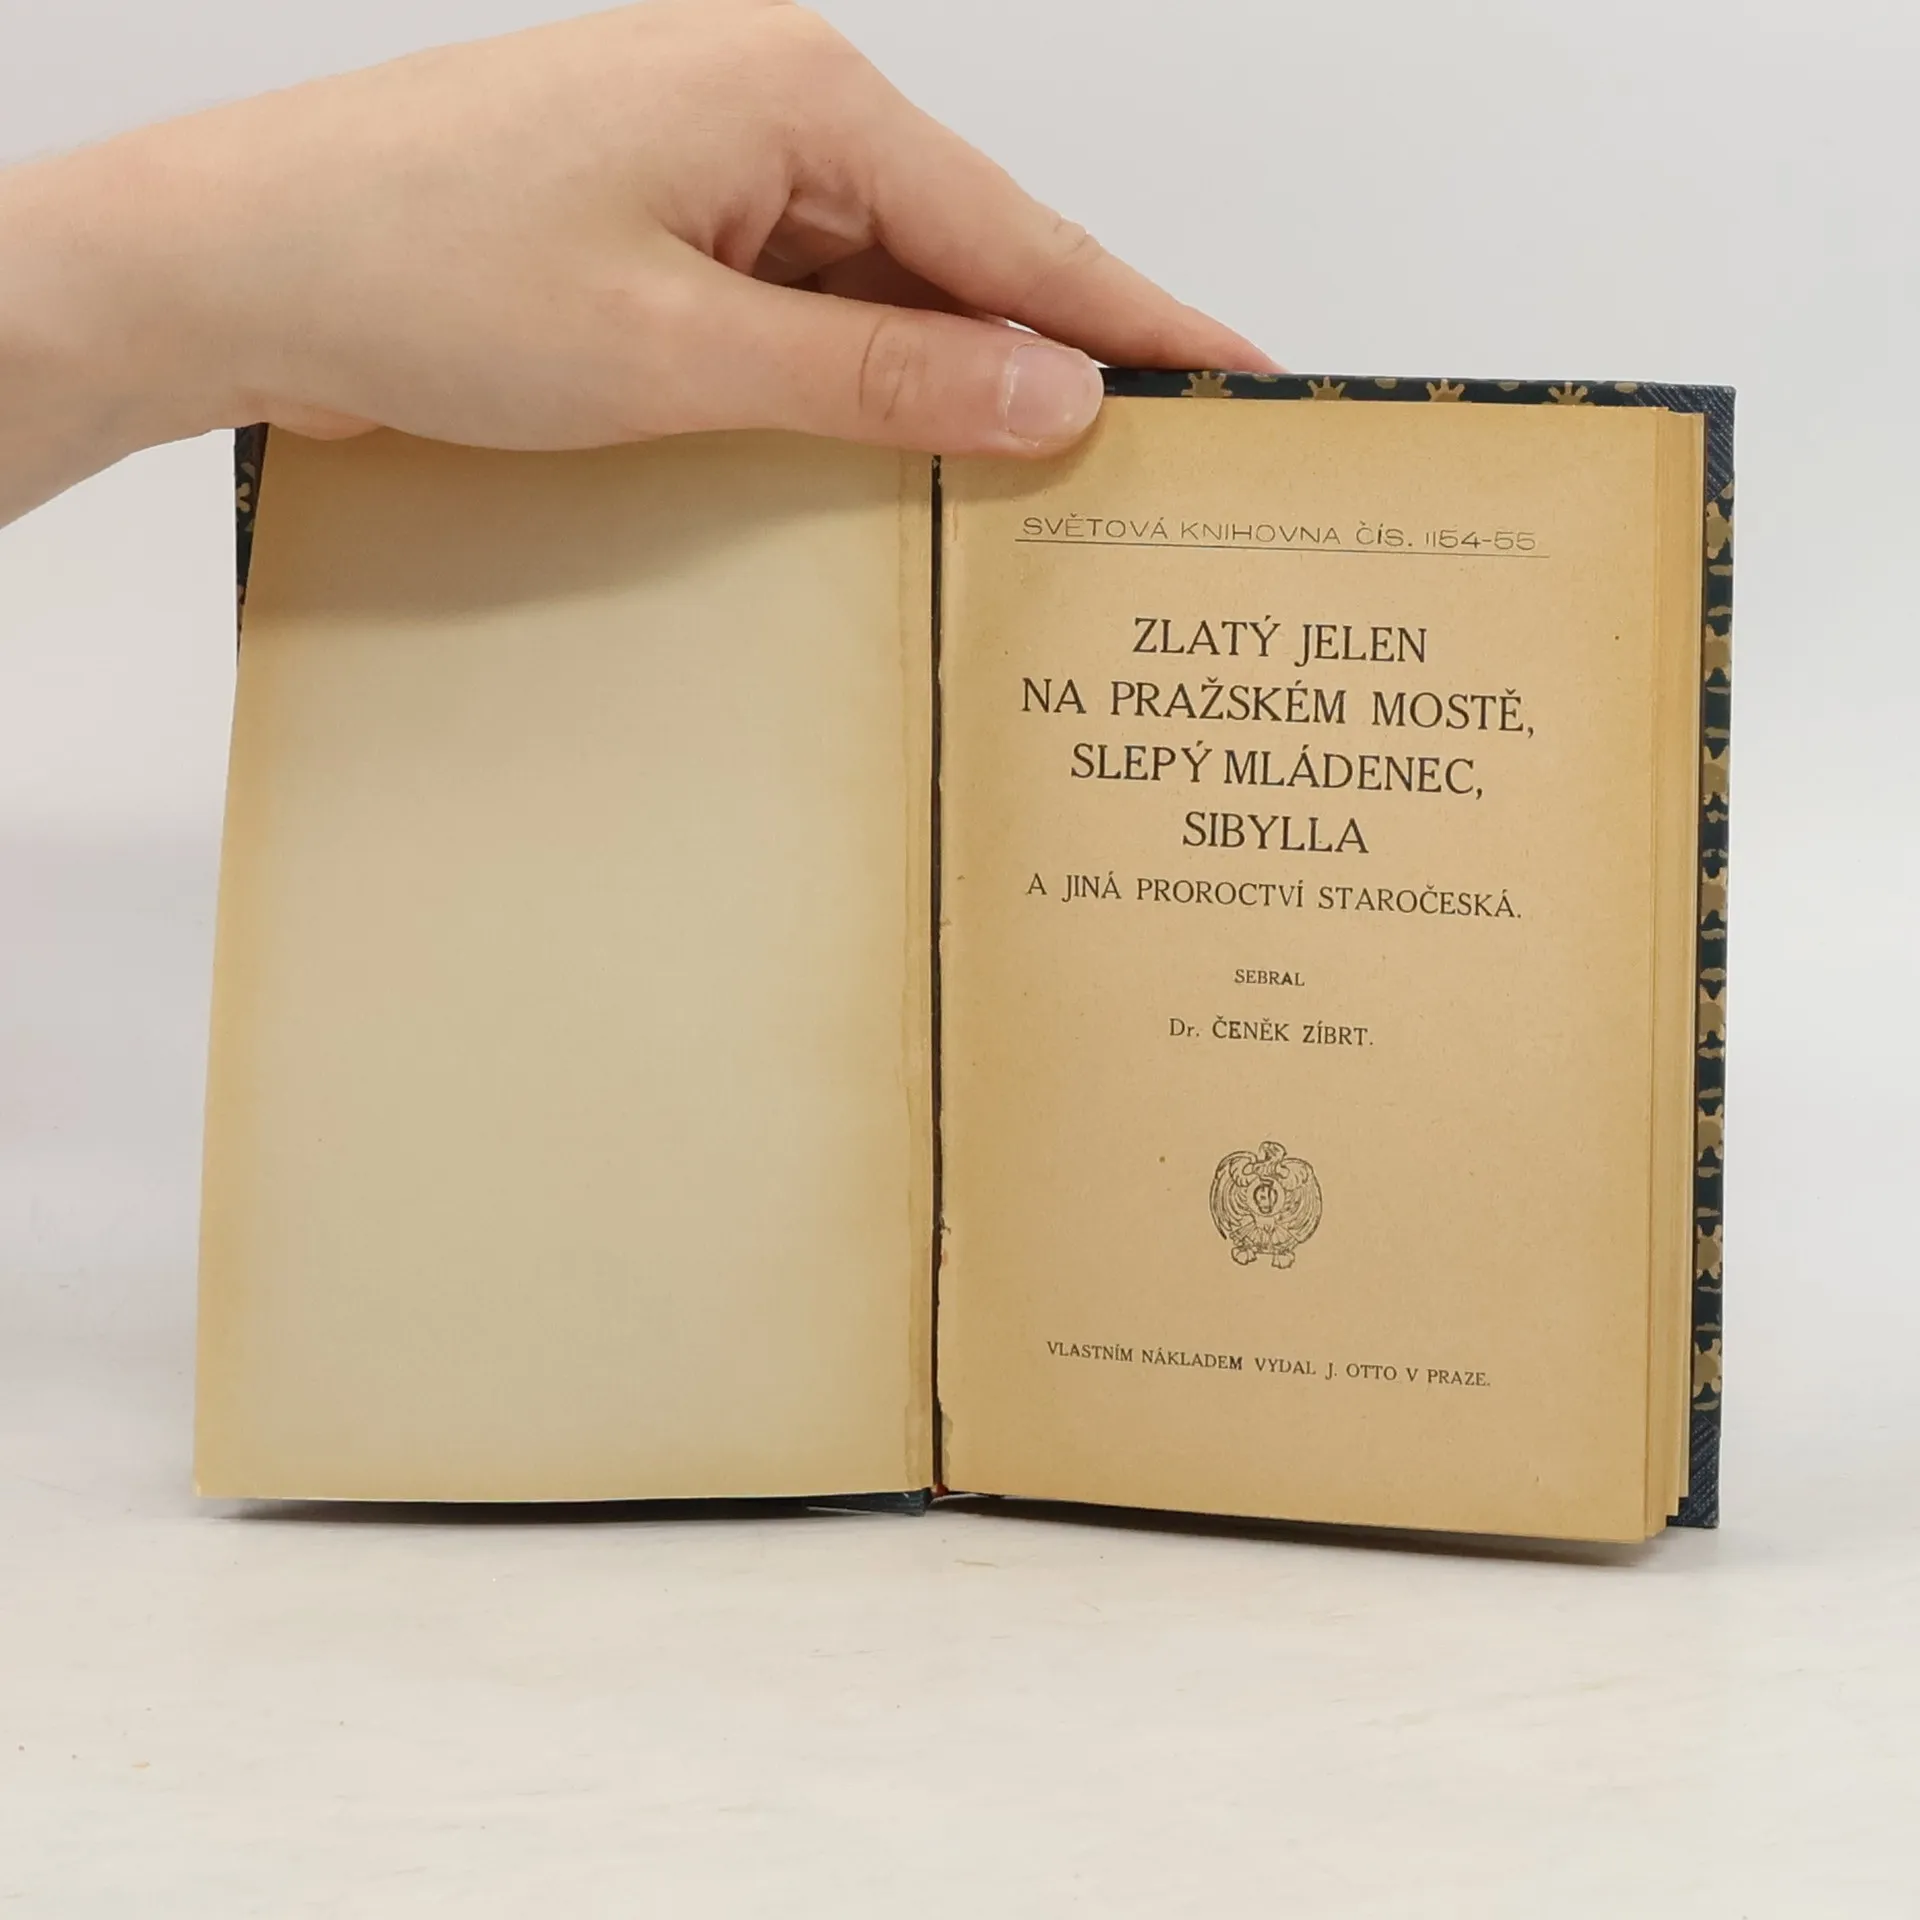 SVĚTOVÁ KNIHOVNA ČÍS. 1154-55
ZLATÝ JELEN
NA PRAŽSKÉM MOSTĚ,
SLEPÝ MLÁDENEC,
SIBYLLA
A JINÁ PROROCTVÍ STAROČESKÁ.
SEBRAL
Dr. ČENĚK ZÍBRT.
VLASTNÍM NÁKLADEM VYDAL J. OTTO V PRAZE.